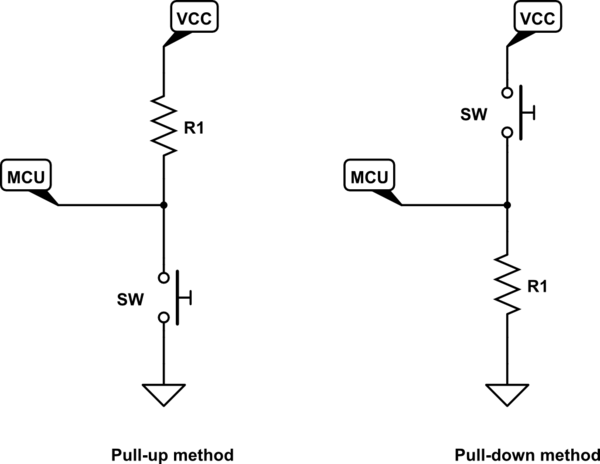 VCC
R1
MCU
SW
Pull-up method
VCC
SW
MCU
R1
Pull-down method